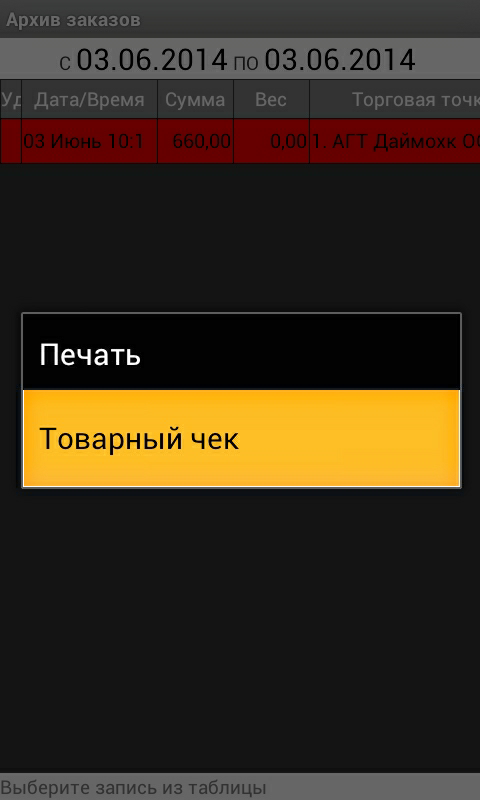 Архив заказов
с 03.06.2014 по 03.06.2014
Дата/Время Сумма Вес Торговая
03 Июнь 10:1 660,00 0,00 1. АГТ Даймохк
Печать
Товарный чек
Выберите запись из таблицы